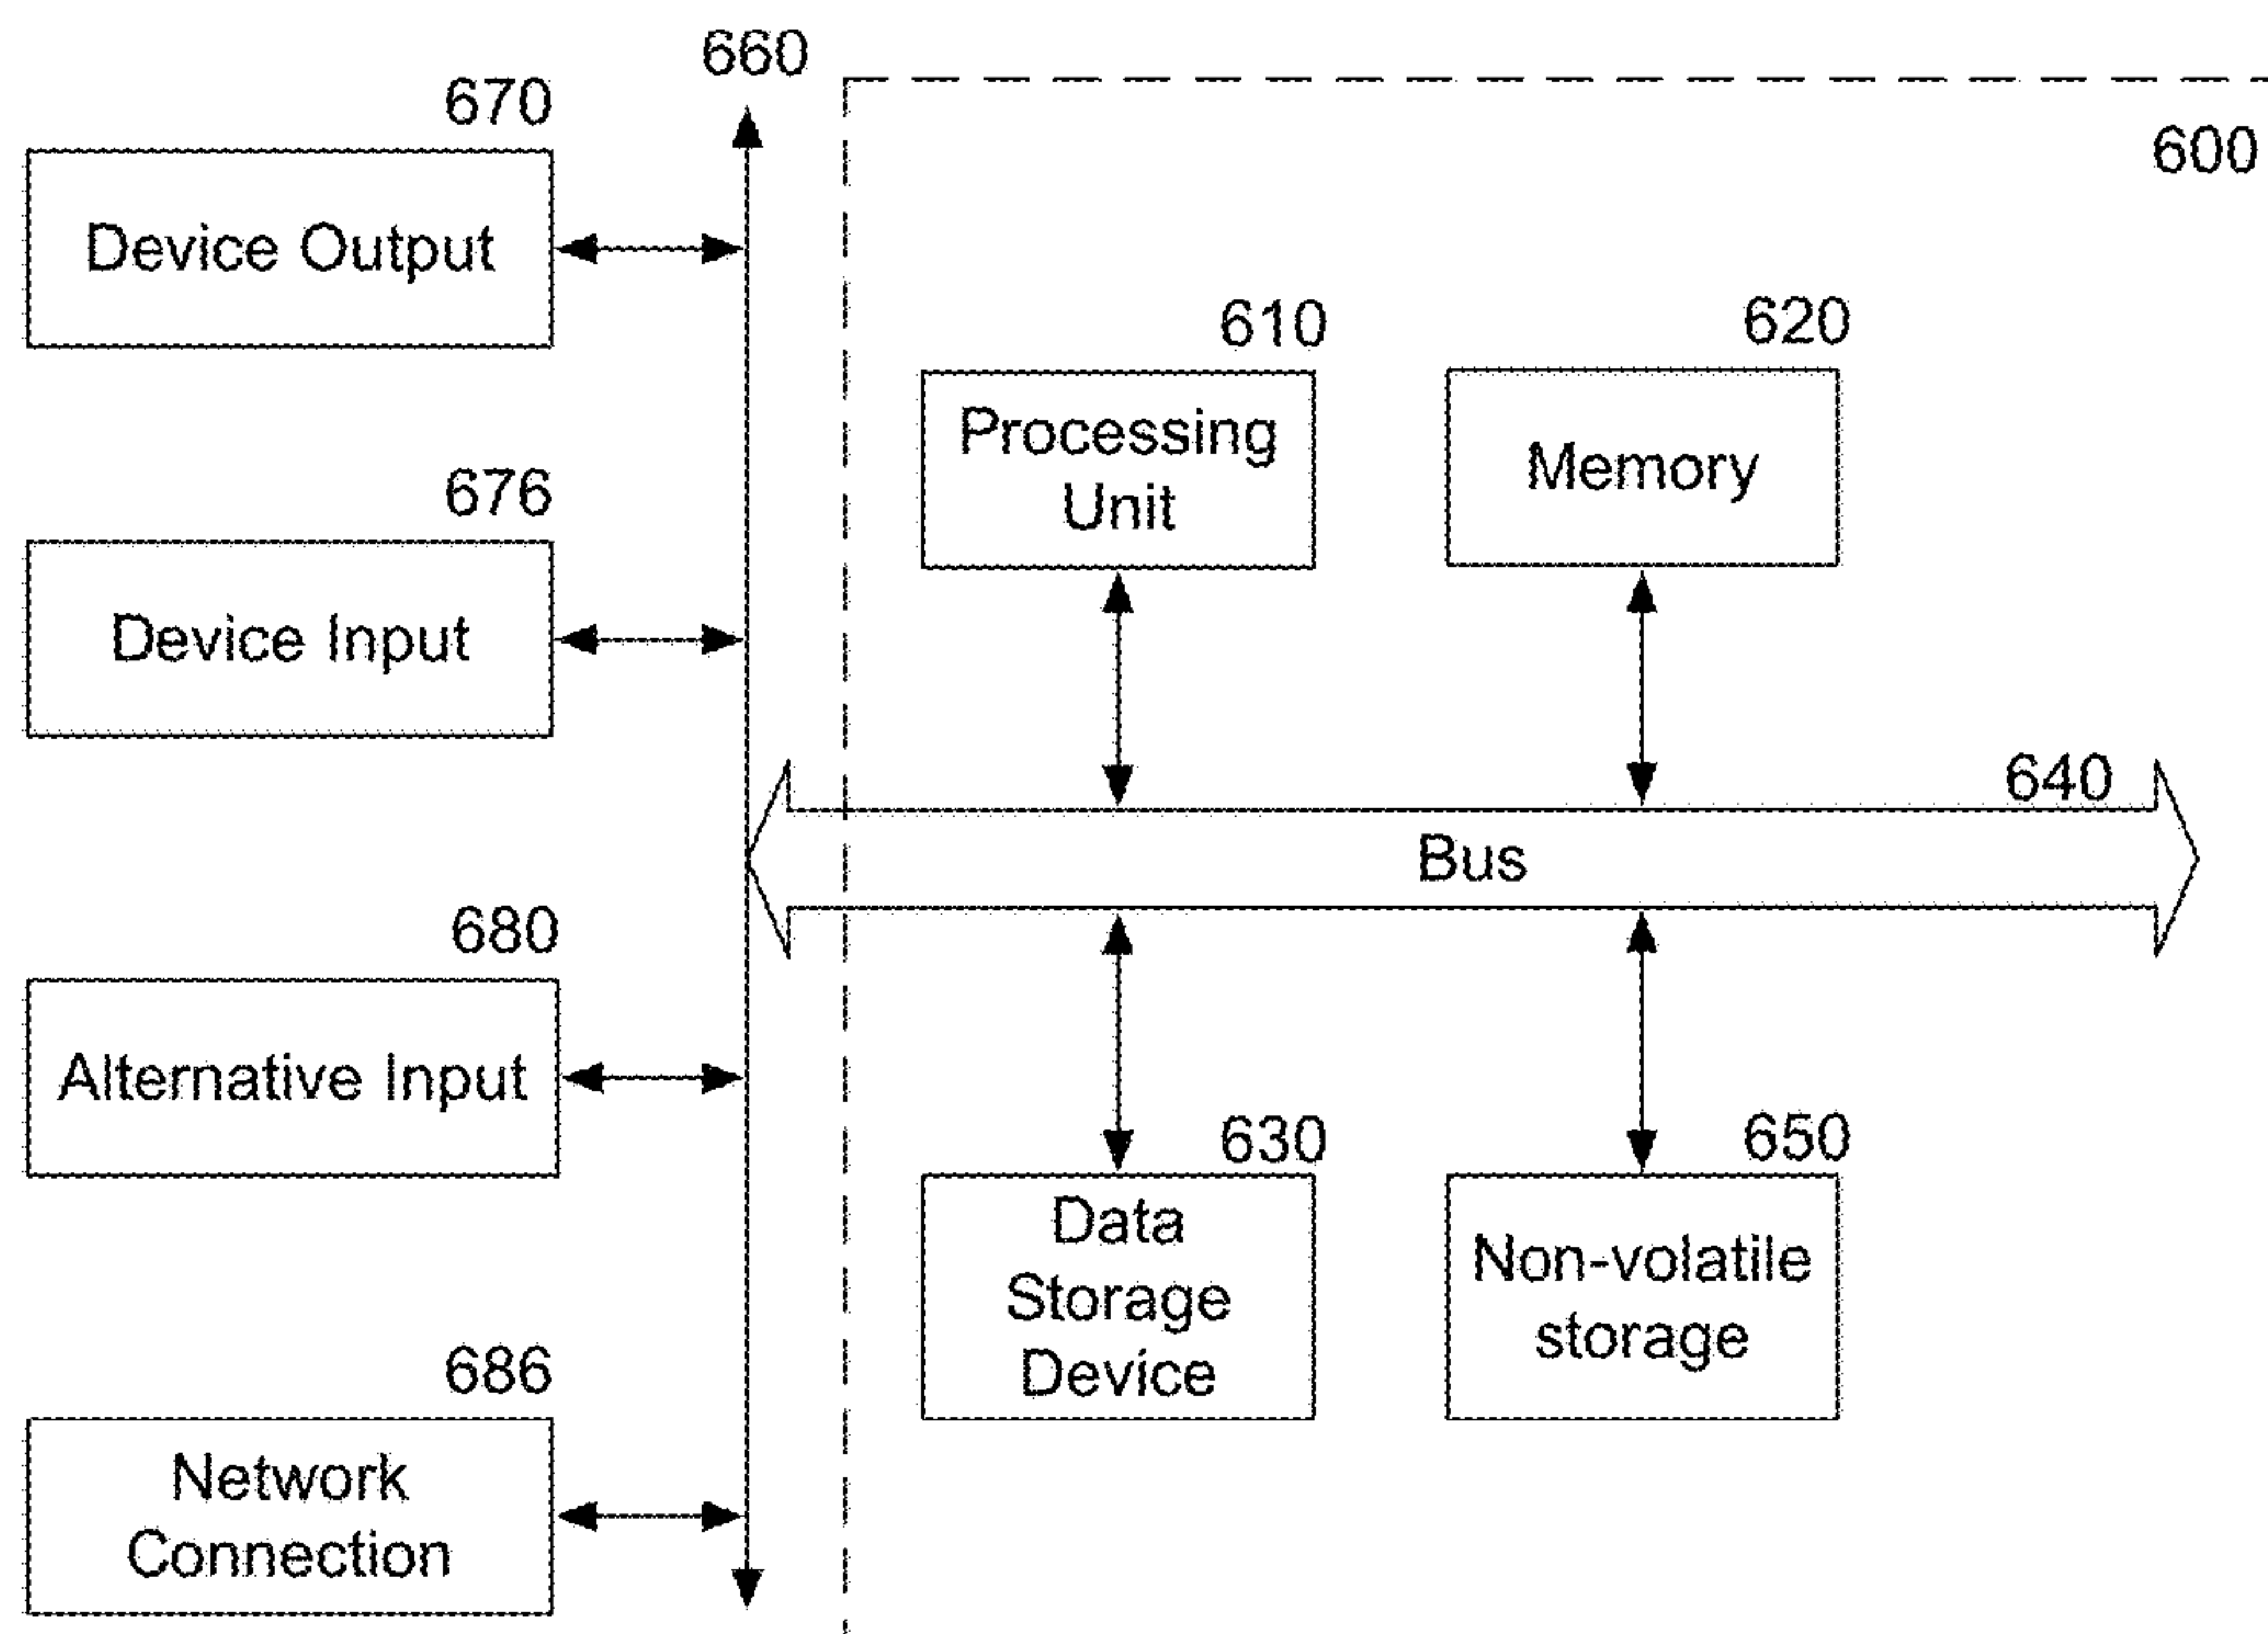 660
670
600
Device Output
610
620
Processing
Unit
Memory
676
Device Input
640
Bus
680
Alternative Input
630
650
Data
Storage
Device
Non-volatile
storage
686
Network
Connection